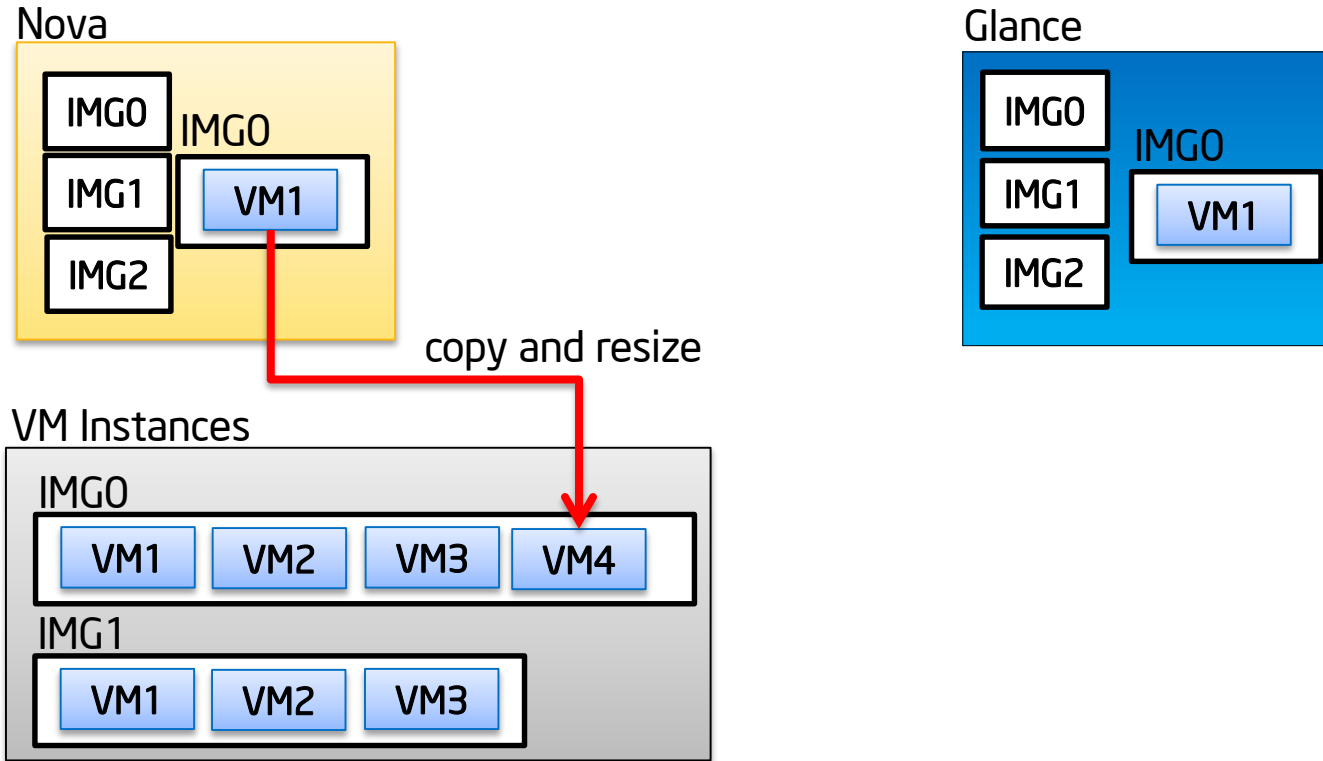 Nova
IMG0
IMG1
IMG2
IMG0
VM1
Glance
IMG0
IMG1
IMG2
IMG0
VM1
copy and resize
VM Instances
IMG0
VM1 VM2 VM3 VM4
IMG1
VM1 VM2 VM3